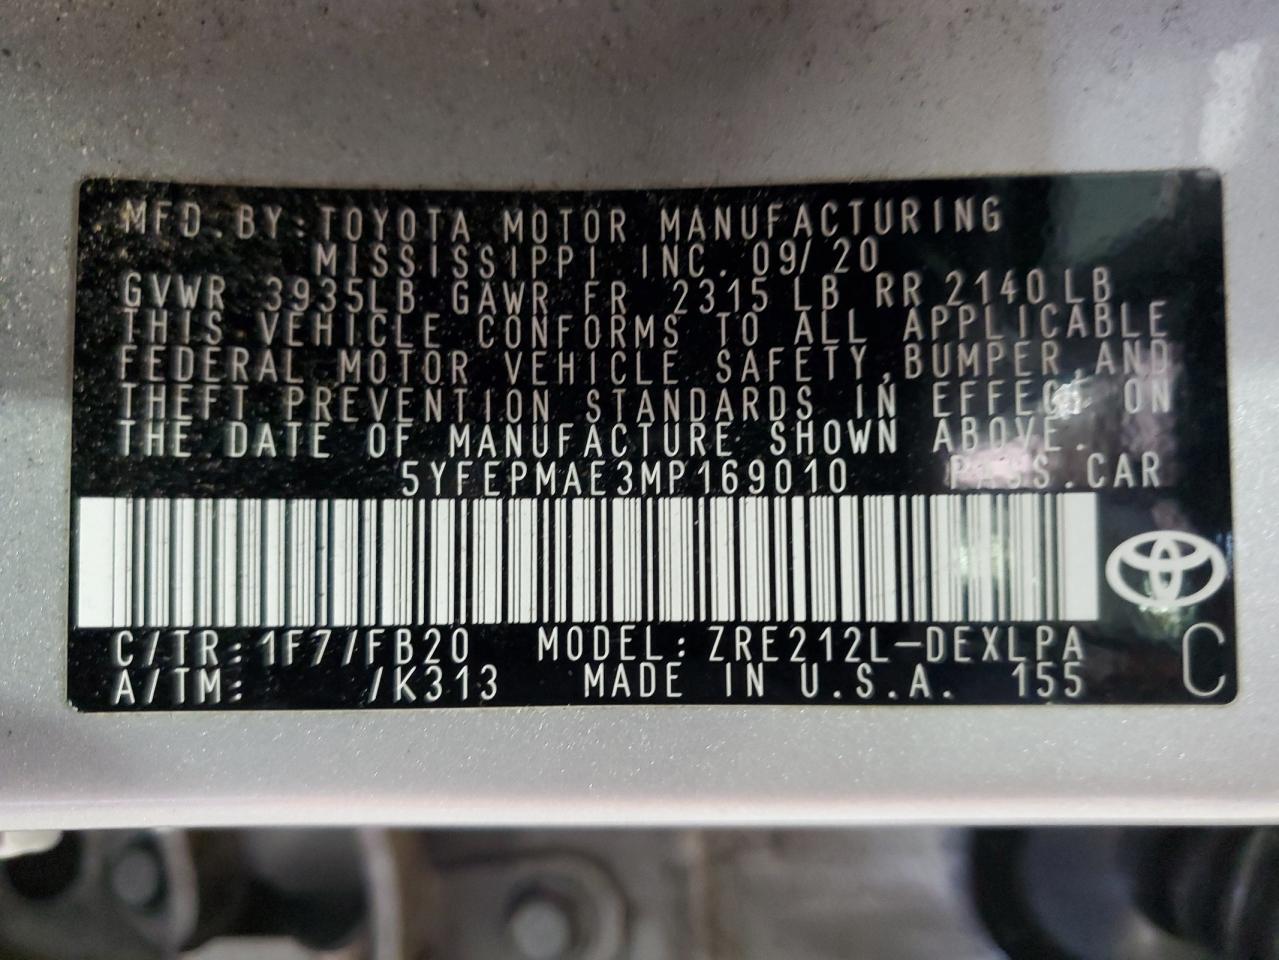 MFD. BY: TOYOTA MOTOR MANUFACTURING
MISSISSIPPI INC. 09/20
GVWR 3935LB GAWR FR 2315 LB RR 2140LB
THIS VEHICLE CONFORMS TO ALL APPLICABLE
FEDERAL MOTOR VEHICLE SAFETY, BUMPER, AND
THEFT PREVENTION STANDARDS IN EFFECT ON
THE DATE OF MANUFACTURE SHOWN ABOVE.
5YFEPMAE3MP169010 PASS.CAR
C/TR: 1F7/FB20 MODEL: ZRE212L-DEXLPA
A/TM: /K313 MADE IN U.S.A. 155 C